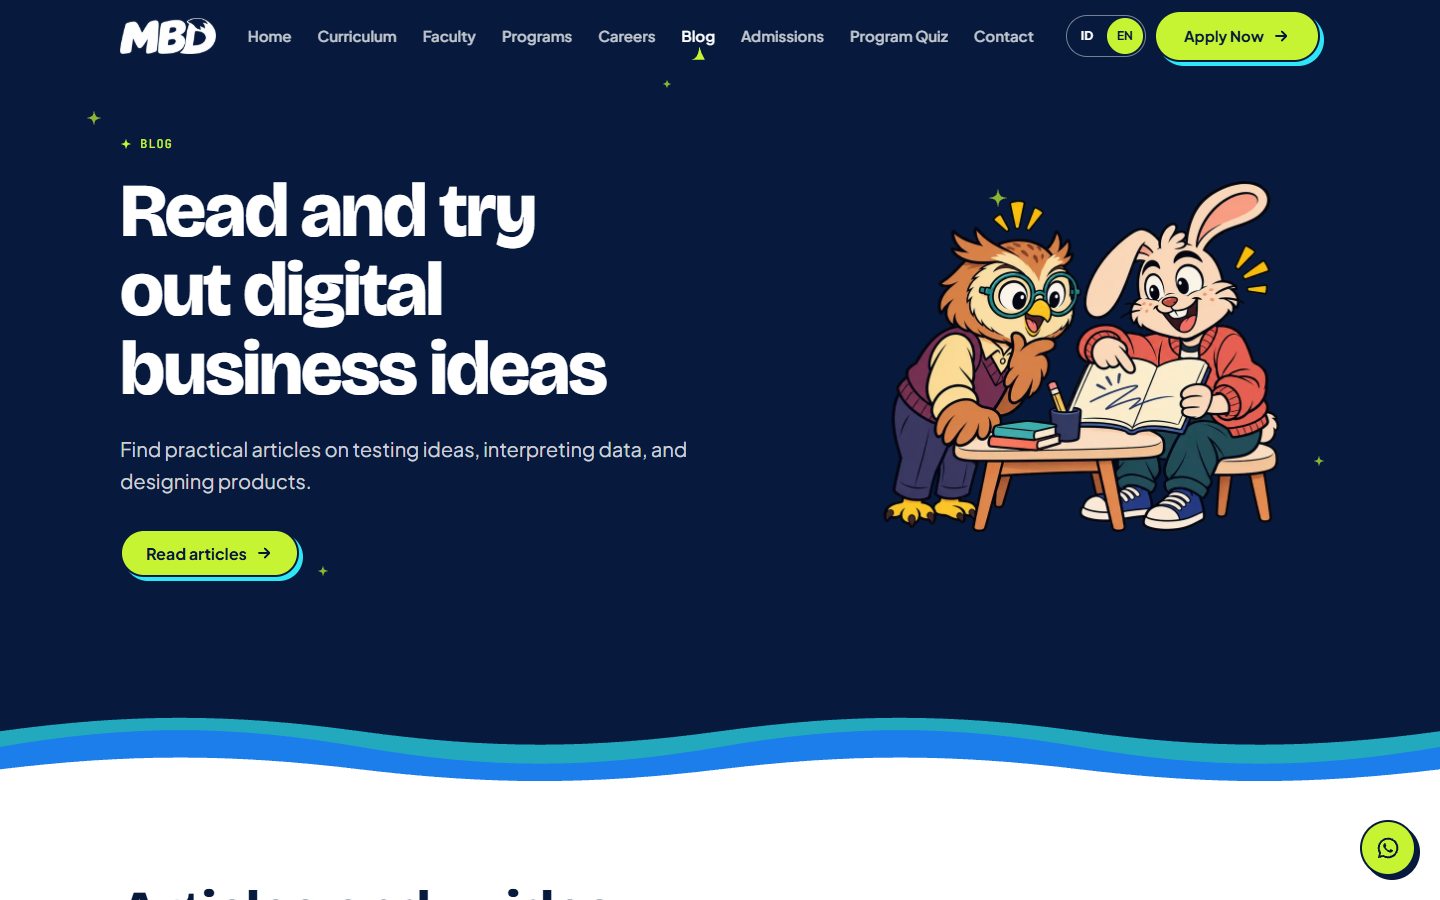 MBD
Home
Curriculum
Faculty
Programs
Careers
Blog
Admissions
Program Quiz
Contact
ID
EN
Apply Now
BLOG
Read and try
out digital
business ideas
Find practical articles on testing ideas, interpreting data, and
designing products.
Read articles